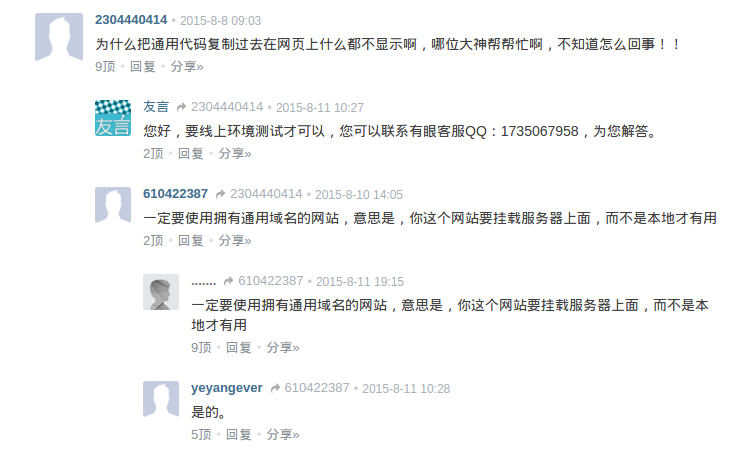 2304440414 • 2015-8-8 09:03
为什么把通用代码复制过去在网页上什么都不显示啊，哪位大神帮帮忙啊，不知道怎么回事！！
9顶 • 回复 • 分享»
友言
友言 2304440414 • 2015-8-11 10:27
您好，要线上环境测试才可以，您可以联系有眼客服QQ：1735067958，为您解答。
2顶 • 回复 • 分享»
610422387 2304440414 • 2015-8-10 14:05
一定要使用拥有通用域名的网站，意思是，你这个网站要挂载服务器上面，而不是本地才有用
2顶 • 回复 • 分享»
....... 610422387 • 2015-8-11 19:15
一定要使用拥有通用域名的网站，意思是，你这个网站要挂载服务器上面，而不是本
地才有用
9顶 • 回复 • 分享»
yeyangever 610422387 • 2015-8-11 10:28
是的。
5顶 • 回复 • 分享»